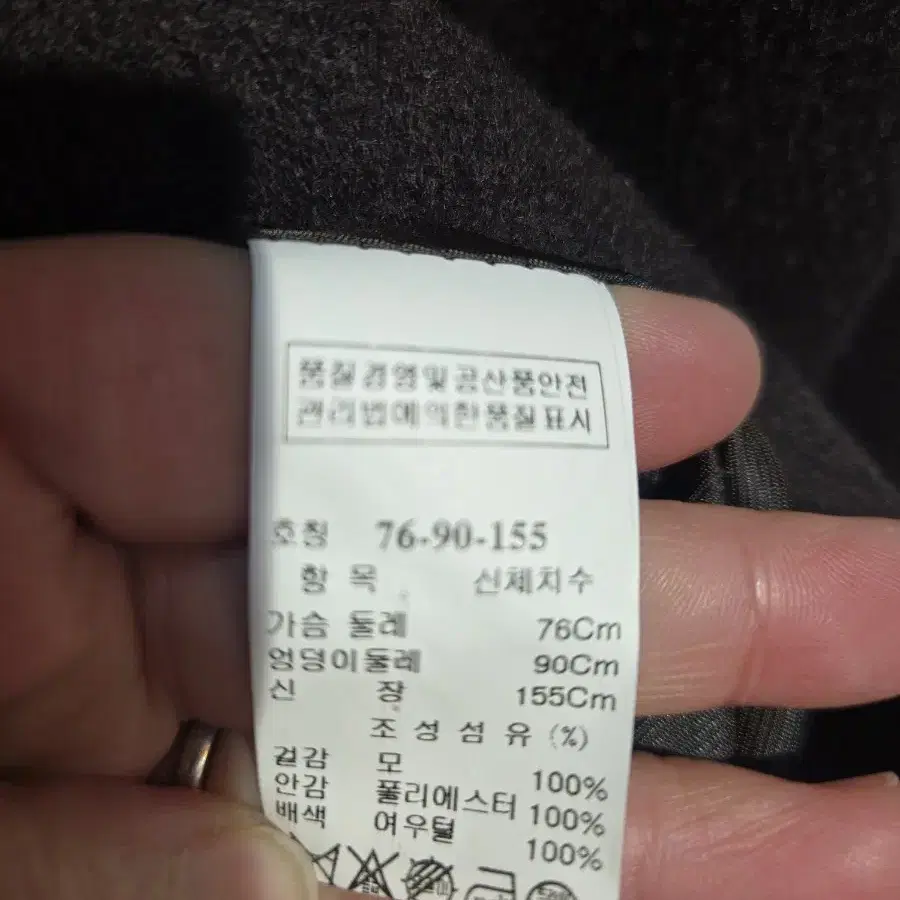 품질경영및공산품안전
관리법에의한품질표시
호칭 76-90-155
항 목 신체치수
가슴 둘레 76Cm
엉덩이둘레 90Cm
신 장 155Cm
조성섬유 (%)
겉감 모 100%
안감 폴리에스터 100%
배색 여우털 100%